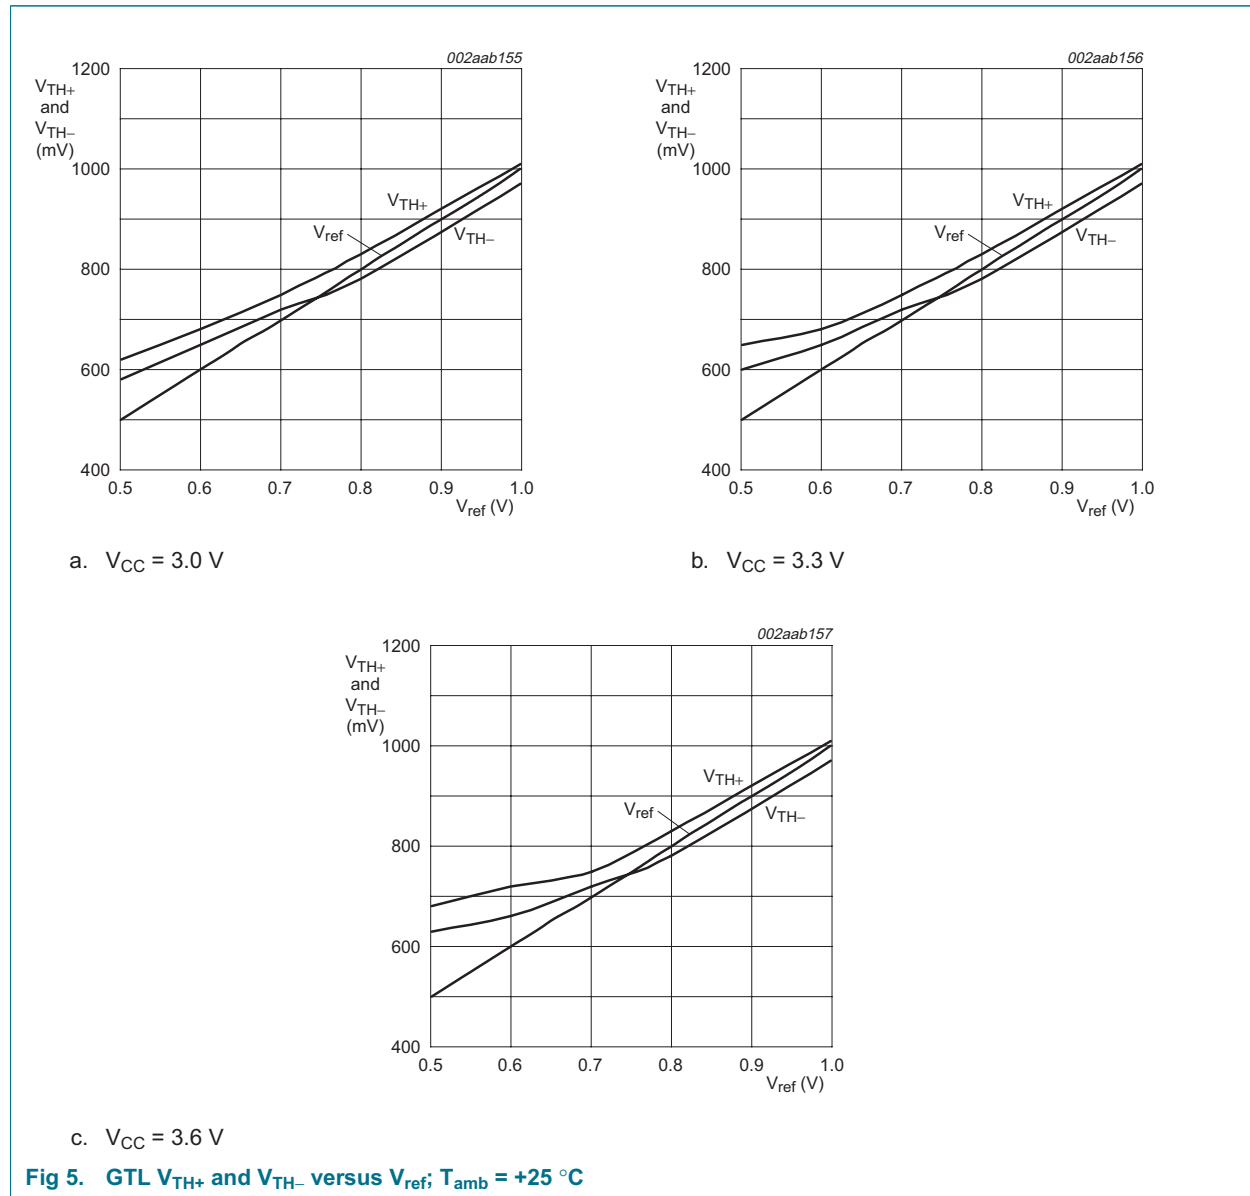 002aab155
1200
VTH+
and
VTH−
(mV)
1000
800
600
400
VTH+
Vref
VTH−
0.5 0.6 0.7 0.8 0.9 1.0
Vref (V)
a. VCC = 3.0 V
002aab156
1200
VTH+
and
VTH−
(mV)
1000
800
600
400
VTH+
Vref
VTH−
0.5 0.6 0.7 0.8 0.9 1.0
Vref (V)
b. VCC = 3.3 V
002aab157
1200
VTH+
and
VTH−
(mV)
1000
800
600
400
VTH+
Vref
VTH−
0.5 0.6 0.7 0.8 0.9 1.0
Vref (V)
c. VCC = 3.6 V
Fig 5. GTL VTH+ and VTH− versus Vref; Tamb = +25 °C